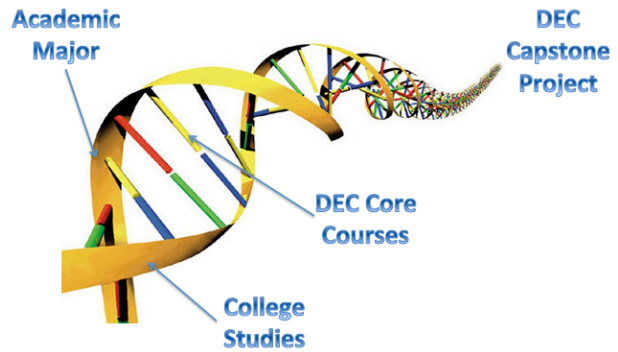 Academic
Major
DEC
Capstone
Project
DEC Core
Courses
College
Studies